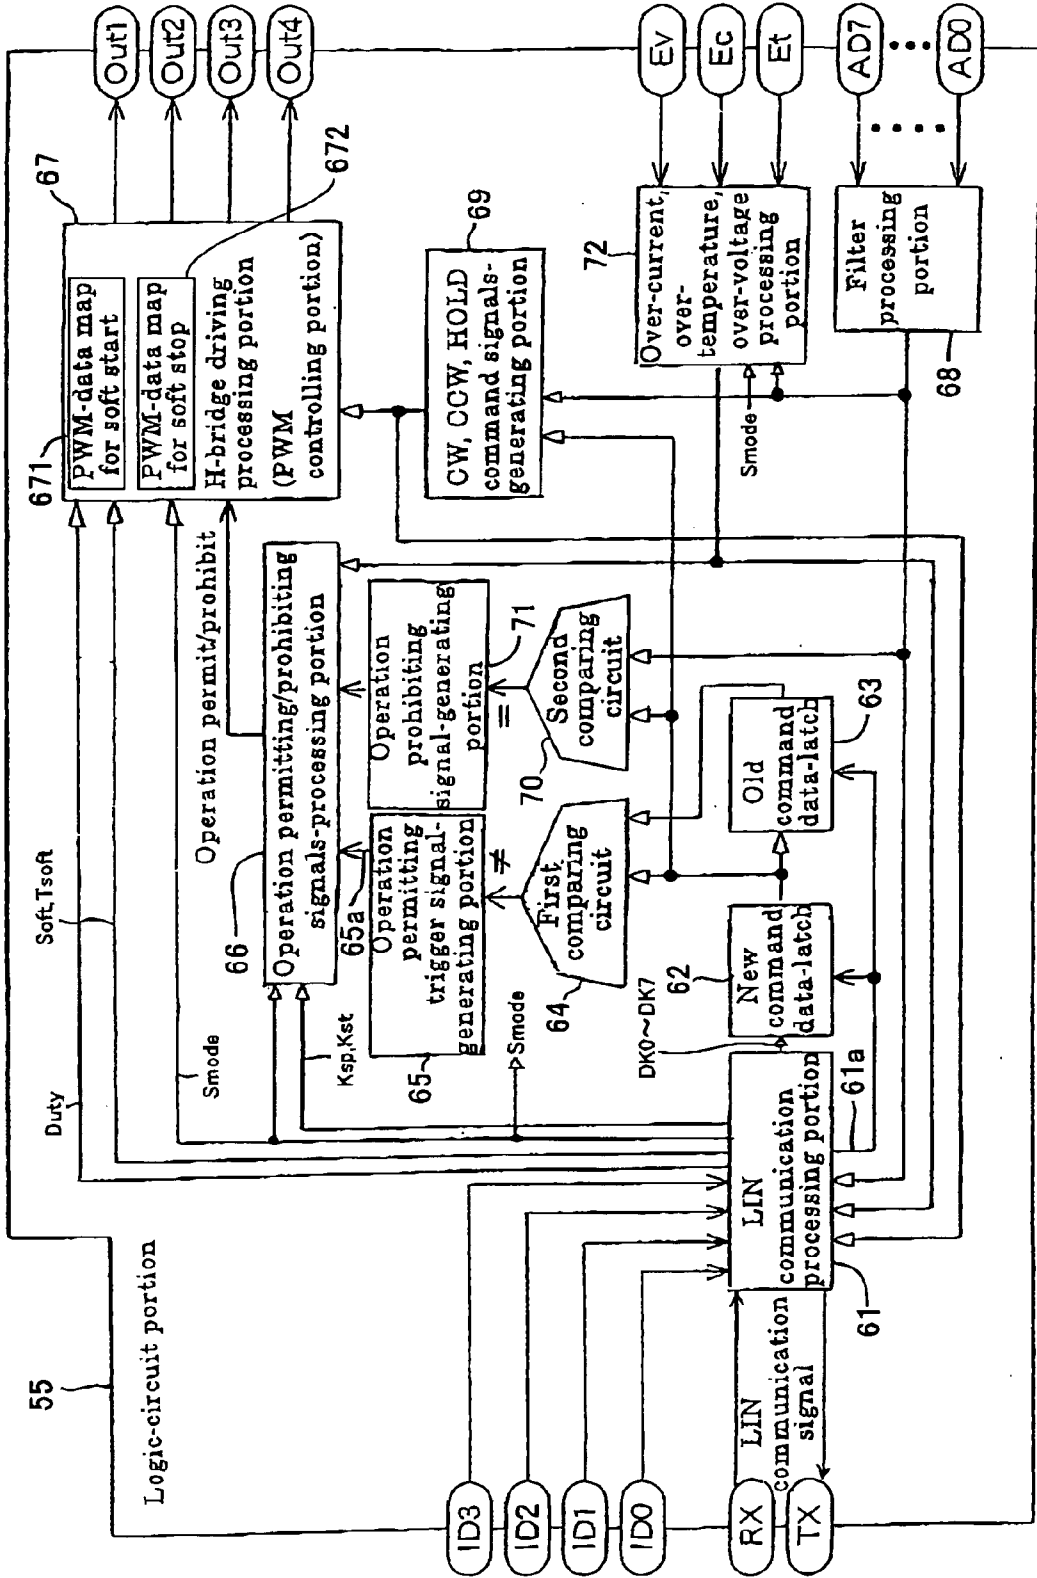 55
Logic-circuit portion
ID3
ID2
ID1
ID0
RX
TX
LIN
communication
signal
61
LIN
communication
processing portion
61a
Duty
Soft,Tsoft
Smode
Ksp,Kst
Smode
DK0~DK7
62
New
command
data-latch
63
Old
command
data-latch
64
First
comparing
circuit
≠
70
Second
comparing
circuit
=
65
Operation
permitting
trigger signal-
generating portion
65a
71
Operation
prohibiting
signal-generating
portion
66
Operation permitting/prohibiting
signals-processing portion
Operation permit/prohibit
671
PWM-data map
for soft start
PWM-data map
for soft stop
H-bridge driving
processing portion
(PWM
controlling portion)
67
672
69
CW, CCW, HOLD
command signals-
generating portion
72
Over-current,
over-
temperature,
over-voltage
processing
portion
Smode
68
Filter
processing
portion
Out1
Out2
Out3
Out4
Ev
Ec
Et
AD7
AD0